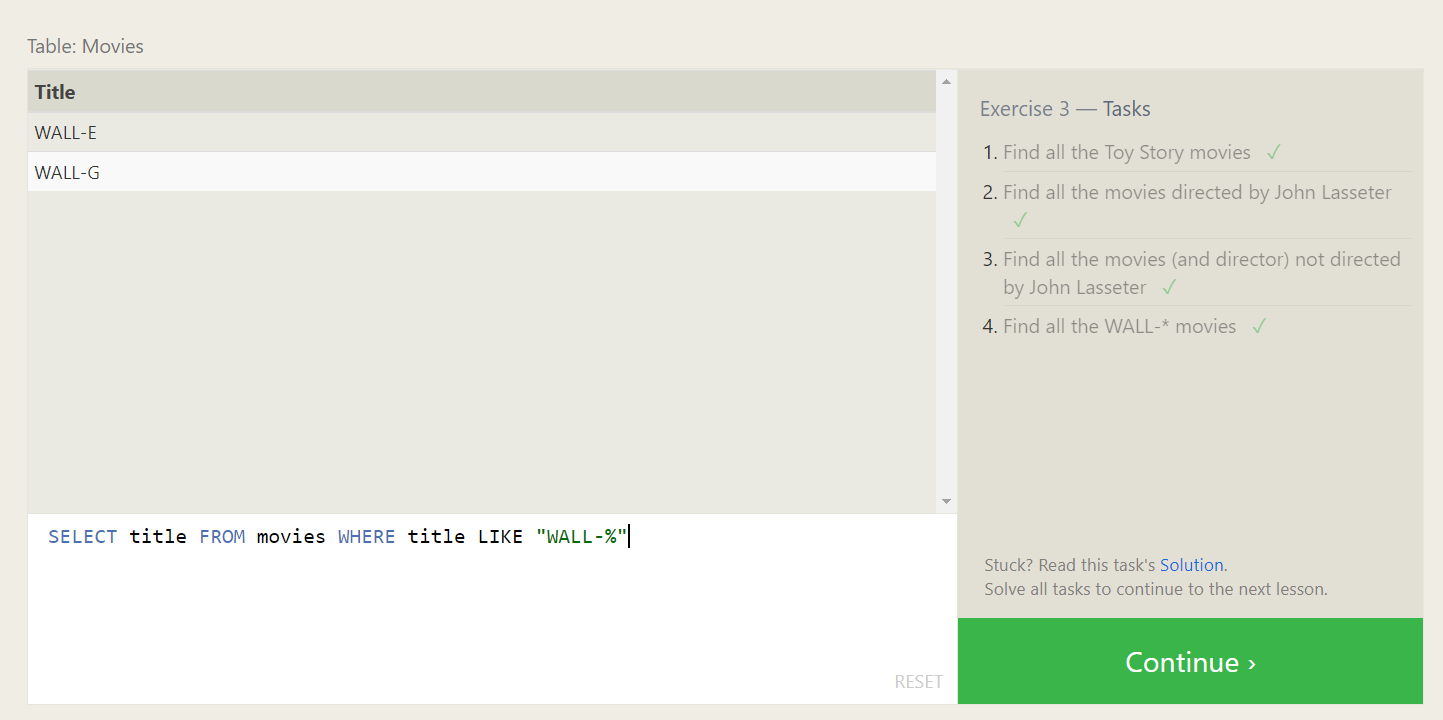 Table: Movies
Title
WALL-E
WALL-G
SELECT title FROM movies WHERE title LIKE "WALL-%"
RESET
Exercise 3 — Tasks
1. Find all the Toy Story movies ✓
2. Find all the movies directed by John Lasseter
✓
3. Find all the movies (and director) not directed
by John Lasseter ✓
4. Find all the WALL-* movies ✓
Stuck? Read this task's Solution.
Solve all tasks to continue to the next lesson.
Continue ›